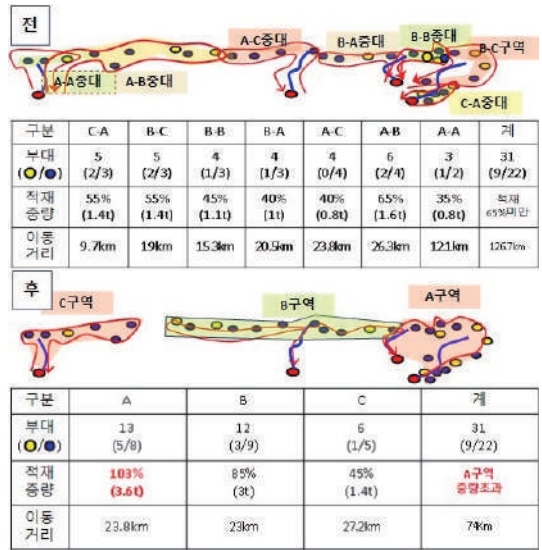 전
A-C중대
B-A중대
B-B중대
B-C구역
A-A중대
A-B중대
C-A중대
구분 C-A B-C B-B B-A A-C A-B A-A 계
부대 5 5 4 4 4 6 3 31
(●/●) (2/3) (2/3) (1/3) (1/3) (0/4) (2/4) (1/2) (9/22)
적재 55% 55% 45% 40% 40% 65% 35% 적재
중량 (1.4t) (1.4t) (1.1t) (1t) (0.8t) (1.6t) (0.8t) 65%미만
이동 9.7km 19km 15.3km 20.5km 23.8km 26.3km 12.1km 126.7km
거리
후
C구역
B구역
A구역
구분 A B C 계
부대 13 12 6 31
(●/●) (5/8) (3/9) (1/5) (9/22)
적재 103% 85% 45% A구역
중량 (3.6t) (3t) (1.4t) 중량초과
이동 23.8km 23km 27.2km 74Km
거리